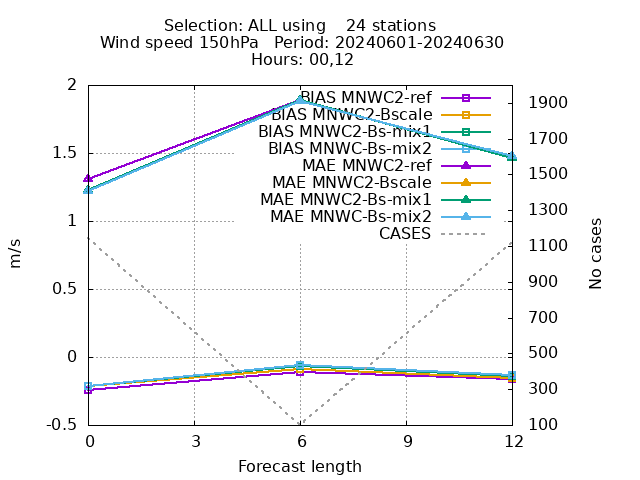 Selection: ALL using    24 stations
Wind speed 150hPa   Period: 20240601-20240630
Hours: 00,12
BIAS MNWC2-ref
BIAS MNWC2-Bscale
BIAS MNWC2-Bs-mix1
BIAS MNWC-Bs-mix2
MAE MNWC2-ref
MAE MNWC2-Bscale
MAE MNWC2-Bs-mix1
MAE MNWC-Bs-mix2
CASES
m/s
2
1.5
1
0.5
0
-0.5
No cases
1900
1700
1500
1300
1100
900
700
500
300
100
0 3 6 9 12
Forecast length